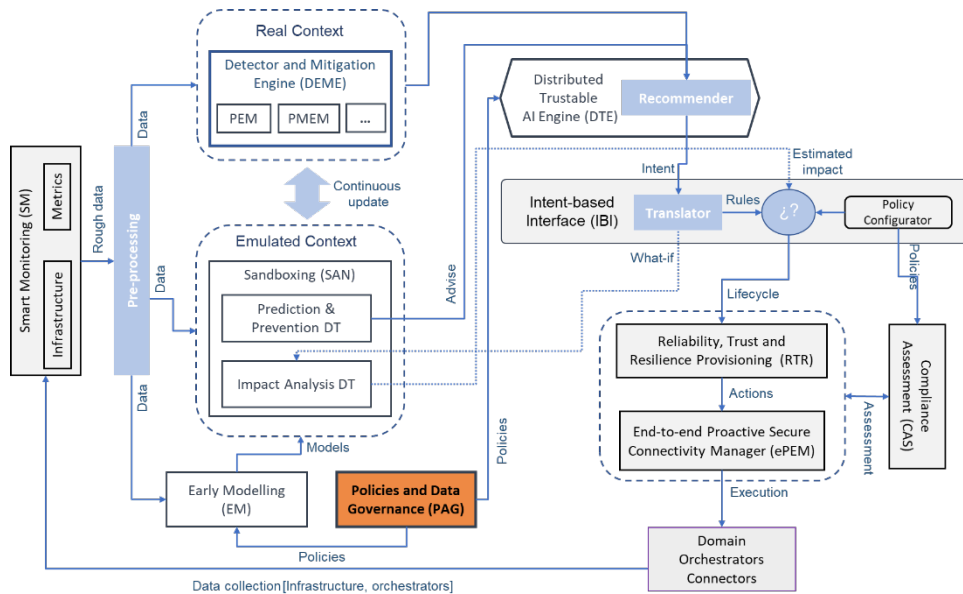 Real Context
Detector and Mitigation
Engine (DEME)
PEM
PMEM
...
Distributed
Trustable
AI Engine (DTE)
Recommender
Data
Smart Monitoring (SM)
Metrics
Infrastructure
Rough data
Pre-processing
Continuous
update
Intent
Estimated
impact
Intent-based
Interface (IBI)
Translator
Rules
¿?
Policy
Configurator
Emulated Context
Sandboxing (SAN)
Prediction &
Prevention DT
Impact Analysis DT
Data
Advise
What-if
Policies
Lifecycle
Reliability, Trust and
Resilience Provisioning (RTR)
Actions
End-to-end Proactive Secure
Connectivity Manager (ePEM)
Compliance
Assessment (CAS)
Assessment
Data
Models
Policies
Early Modelling
(EM)
Policies and Data
Governance (PAG)
Execution
Policies
Domain
Orchestrators
Connectors
Data collection [Infrastructure, orchestrators]